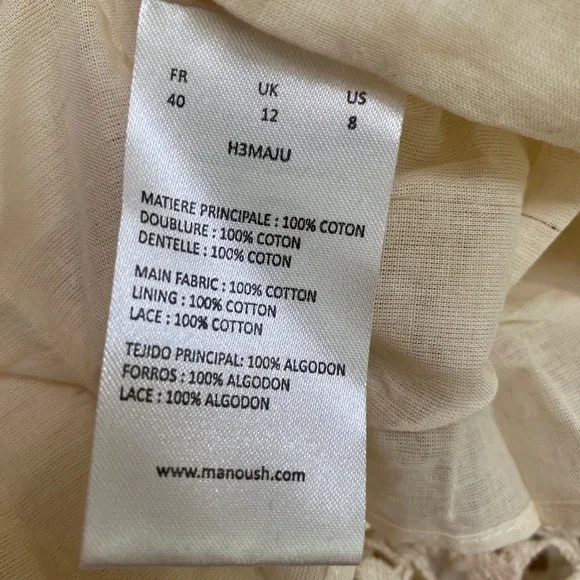 FR UK US
40 12 8
H3MAJU
MATIERE PRINCIPALE : 100% COTON
DOUBLURE : 100% COTON
DENTELLE : 100% COTON
MAIN FABRIC : 100% COTTON
LINING : 100% COTTON
LACE : 100% COTTON
TEJIDO PRINCIPAL: 100% ALGODON
FORROS : 100% ALGODON
LACE : 100% ALGODON
www.manoush.com